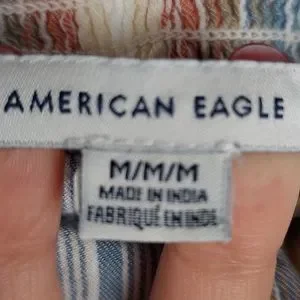 AMERICAN EAGLE
M/M/M
MADE IN INDIA
FABRIQUÉ EN INDE